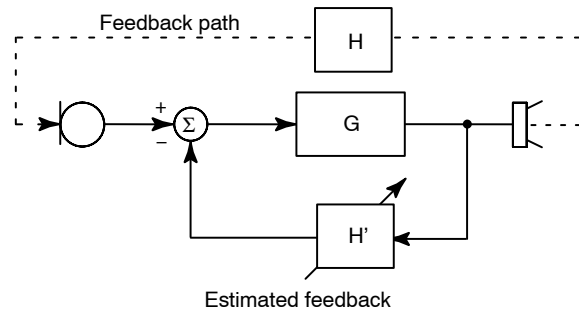 Feedback path
H
+
Σ
−
G
H'
Estimated feedback